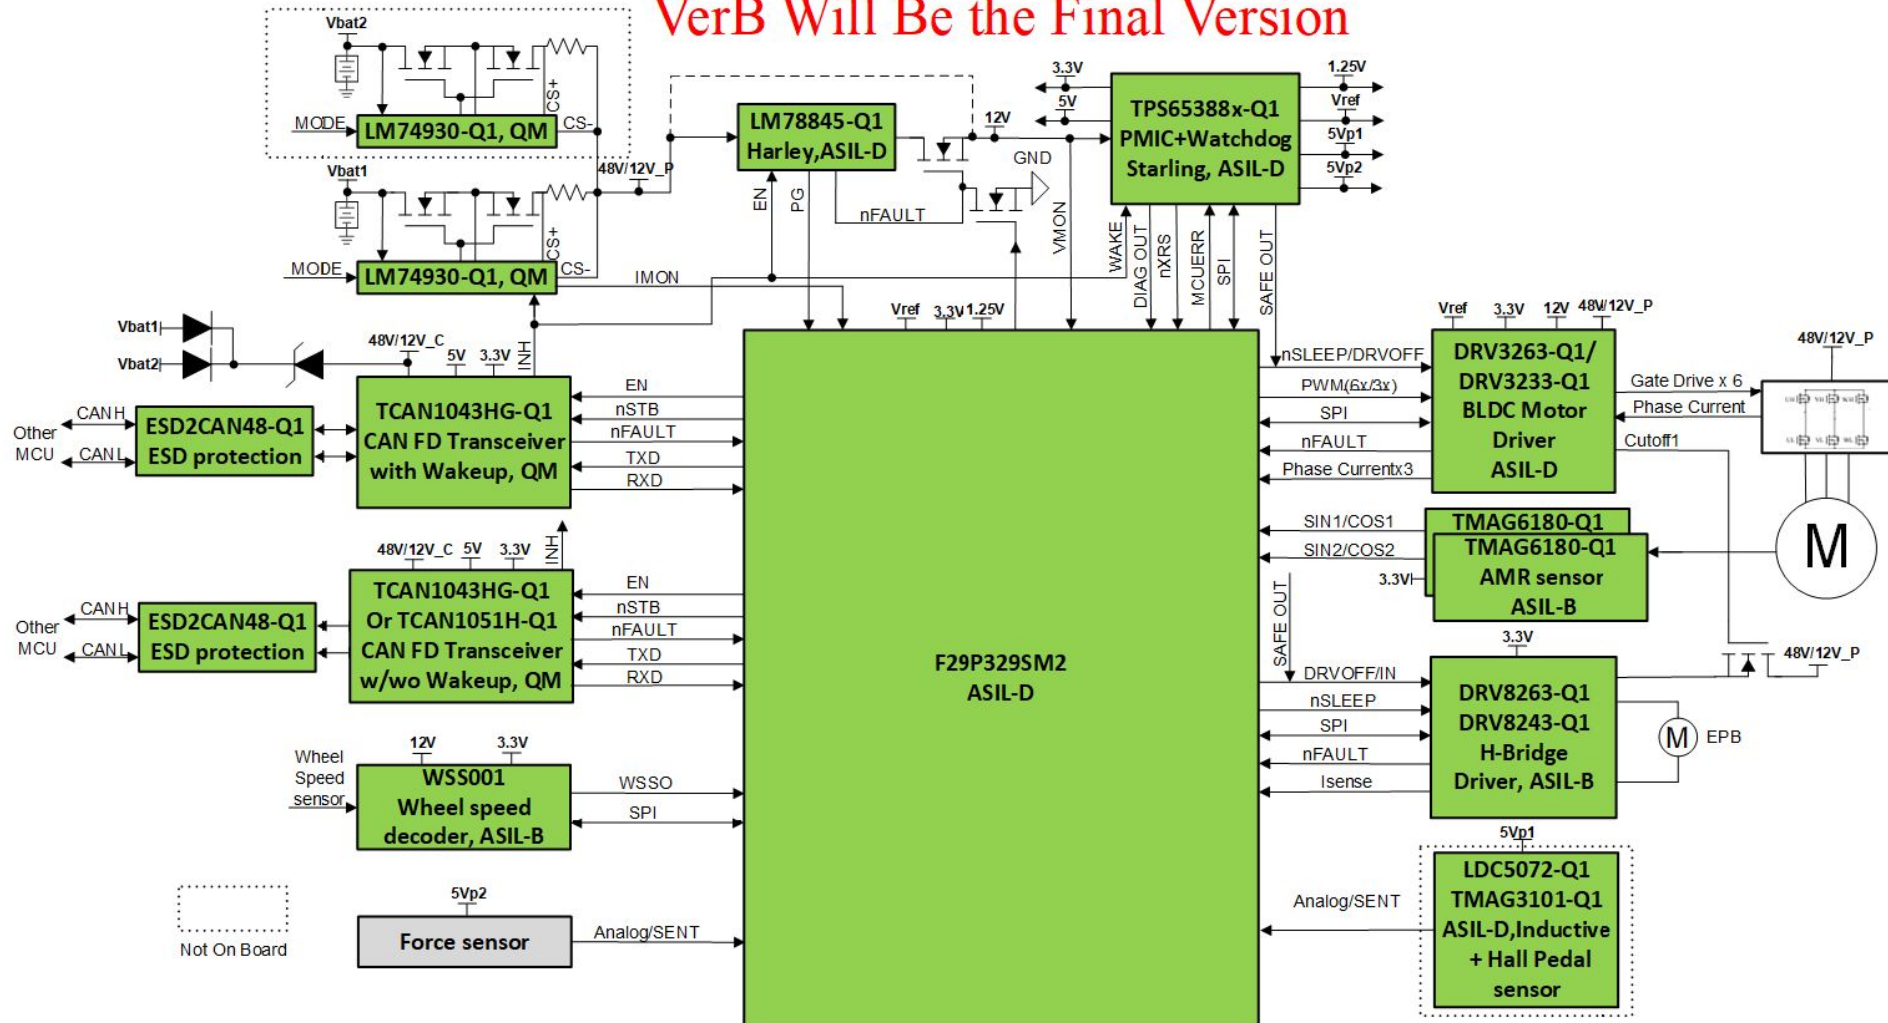 VerB Will Be the Final Version
Vbat2
CS+
MODE
LM74930-Q1, QM
CS-
Vbat1
48V/12V_P
CS+
MODE
LM74930-Q1, QM
CS-
IMON
LM78845-Q1
Harley,ASIL-D
EN
PG
nFAULT
12V
GND
VMON
3.3V
5V
TPS65388x-Q1
PMIC+Watchdog
Starling, ASIL-D
1.25V
Vref
5Vp1
5Vp2
WAKE
DIAG OUT
nXRS
MCUERR
SPI
SAFE OUT
Vbat1
Vbat2
48V/12V_C
5V
3.3V
INH
Other
MCU
CANH
CANL
ESD2CAN48-Q1
ESD protection
TCAN1043HG-Q1
CAN FD Transceiver
with Wakeup, QM
EN
nSTB
nFAULT
TXD
RXD
48V/12V_C
5V
3.3V
INH
Other
MCU
CANH
CANL
ESD2CAN48-Q1
ESD protection
TCAN1043HG-Q1
Or TCAN1051H-Q1
CAN FD Transceiver
w/wo Wakeup, QM
EN
nSTB
nFAULT
TXD
RXD
12V
3.3V
Wheel
Speed
sensor
WSS001
Wheel speed
decoder, ASIL-B
WSSO
SPI
Not On Board
5Vp2
Force sensor
Analog/SENT
Vref
3.3V
1.25V
F29P329SM2
ASIL-D
Vref
3.3V
12V
48V/12V_P
nSLEEP/DRVOFF
PWM(6x/3x)
SPI
nFAULT
Phase Currentx3
DRV3263-Q1/
DRV3233-Q1
BLDC Motor
Driver
ASIL-D
Gate Drive x 6
Phase Current
Cutoff1
48V/12V_P
M
SIN1/COS1
SIN2/COS2
3.3V
TMAG6180-Q1
TMAG6180-Q1
AMR sensor
ASIL-B
SAFE OUT
3.3V
48V/12V_P
DRVOFF/IN
nSLEEP
SPI
nFAULT
Isense
DRV8263-Q1
DRV8243-Q1
H-Bridge
Driver, ASIL-B
M
EPB
5Vp1
Analog/SENT
LDC5072-Q1
TMAG3101-Q1
ASIL-D,Inductive
+ Hall Pedal
sensor